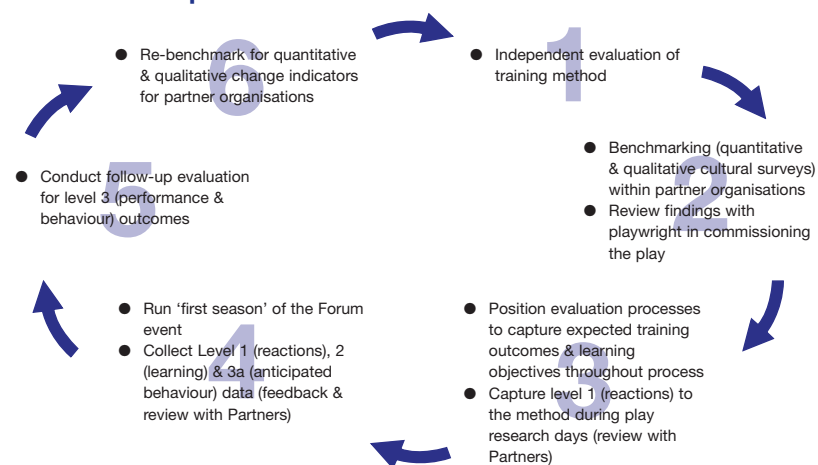 1
● Independent evaluation of
training method
2
● Benchmarking (quantitative
& qualitative cultural surveys)
within partner organisations
● Review findings with
playwright in commissioning
the play
3
● Position evaluation processes
to capture expected training
outcomes & learning
objectives throughout process
● Capture level 1 (reactions) to
the method during play
research days (review with
Partners)
4
● Run ‘first season’ of the Forum
event
● Collect Level 1 (reactions), 2
(learning) & 3a (anticipated
behaviour) data (feedback &
review with Partners)
5
● Conduct follow-up evaluation
for level 3 (performance &
behaviour) outcomes
6
● Re-benchmark for quantitative
& qualitative change indicators
for partner organisations